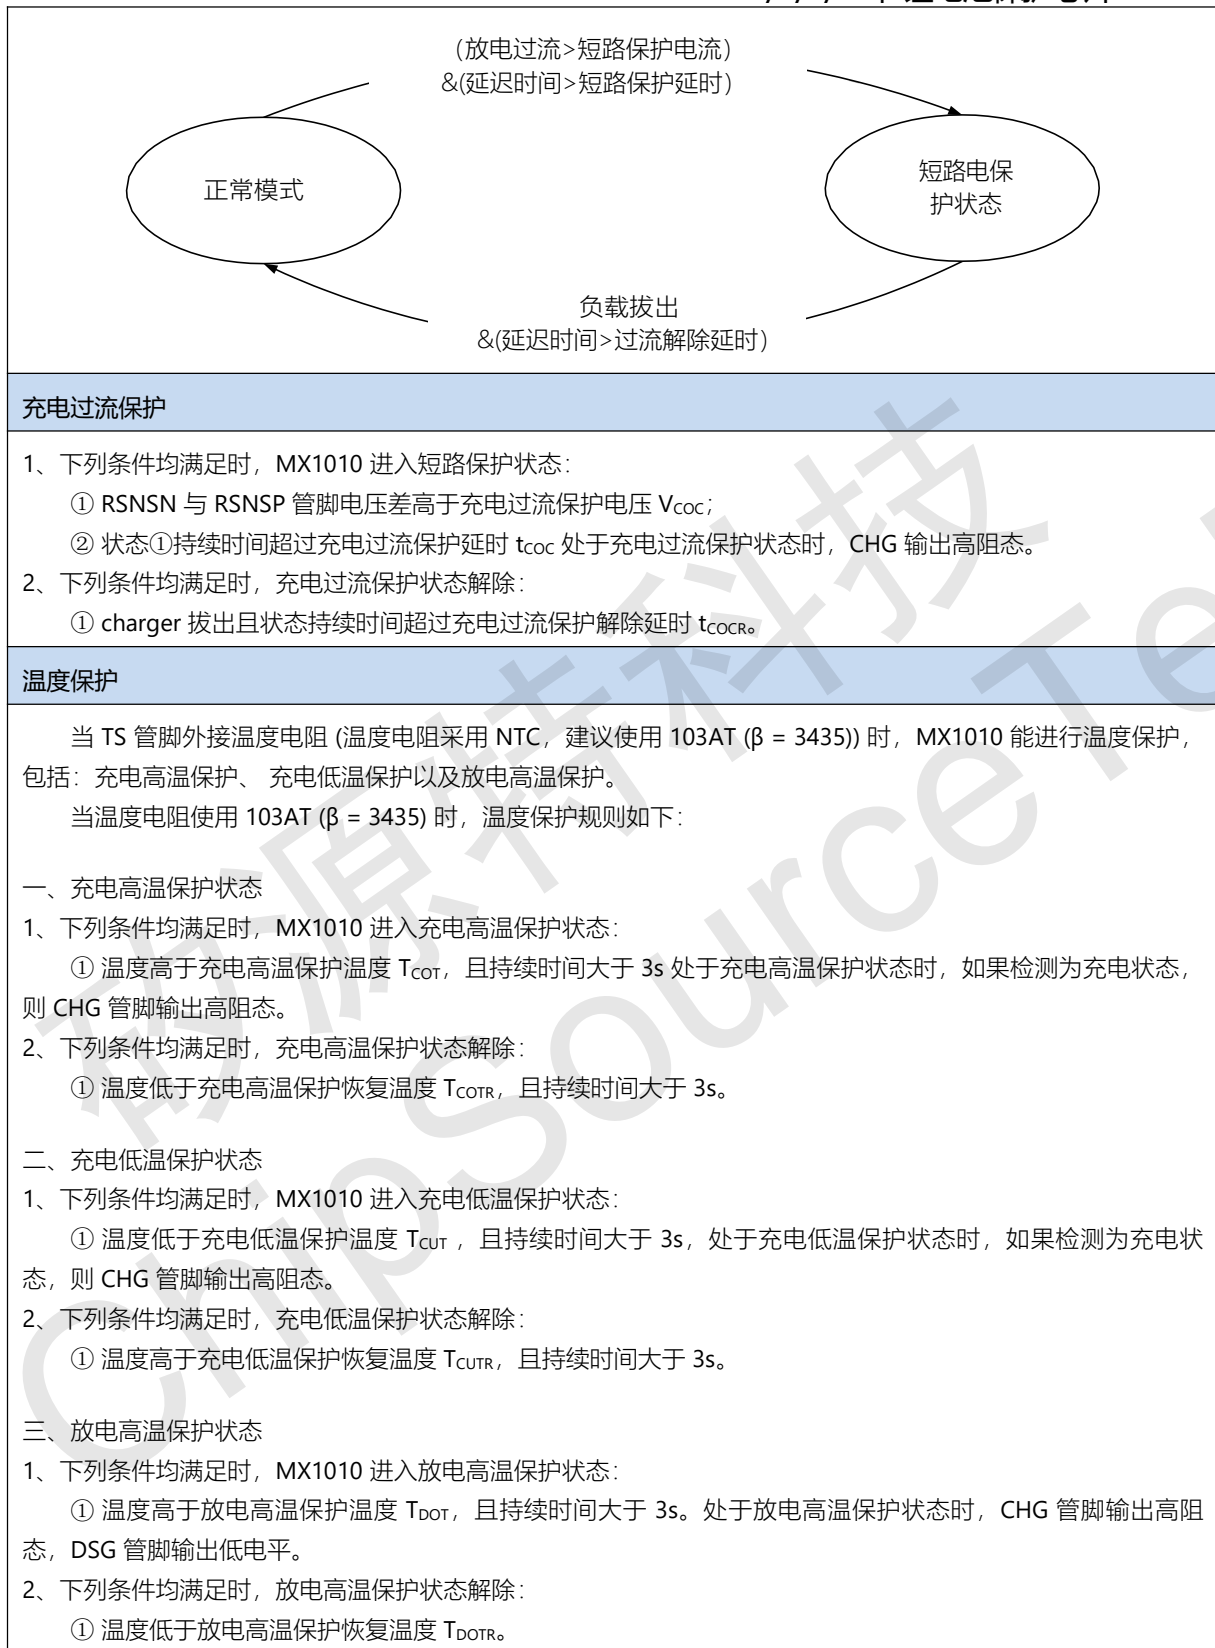 (放电过流>短路保护电流)
&(延迟时间>短路保护延时)
正常模式
短路电保
护状态
负载拔出
&(延迟时间>过流解除延时)
充电过流保护
1、下列条件均满足时，MX1010 进入短路保护状态：
① RSNSN 与 RSNSP 管脚电压差高于充电过流保护电压 VCOC；
② 状态①持续时间超过充电过流保护延时 tCOC 处于充电过流保护状态时，CHG 输出高阻态。
2、下列条件均满足时，充电过流保护状态解除：
① charger 拔出且状态持续时间超过充电过流保护解除延时 tCOCR。
温度保护
当 TS 管脚外接温度电阻 (温度电阻采用 NTC，建议使用 103AT (β = 3435)) 时，MX1010 能进行温度保护，
包括：充电高温保护、 充电低温保护以及放电高温保护。
当温度电阻使用 103AT (β = 3435) 时，温度保护规则如下：
一、充电高温保护状态
1、下列条件均满足时，MX1010 进入充电高温保护状态：
① 温度高于充电高温保护温度 TCOT，且持续时间大于 3s 处于充电高温保护状态时，如果检测为充电状态，
则 CHG 管脚输出高阻态。
2、下列条件均满足时，充电高温保护状态解除：
① 温度低于充电高温保护恢复温度 TCOTR，且持续时间大于 3s。
二、充电低温保护状态
1、下列条件均满足时，MX1010 进入充电低温保护状态：
① 温度低于充电低温保护温度 TCUT ，且持续时间大于 3s，处于充电低温保护状态时，如果检测为充电状
态，则 CHG 管脚输出高阻态。
2、下列条件均满足时，充电低温保护状态解除：
① 温度高于充电低温保护恢复温度 TCUTR，且持续时间大于 3s。
三、放电高温保护状态
1、下列条件均满足时，MX1010 进入放电高温保护状态：
① 温度高于放电高温保护温度 TDOT，且持续时间大于 3s。处于放电高温保护状态时，CHG 管脚输出高阻
态，DSG 管脚输出低电平。
2、下列条件均满足时，放电高温保护状态解除：
① 温度低于放电高温保护恢复温度 TDOTR。
矽源特科技
ChipSource Te